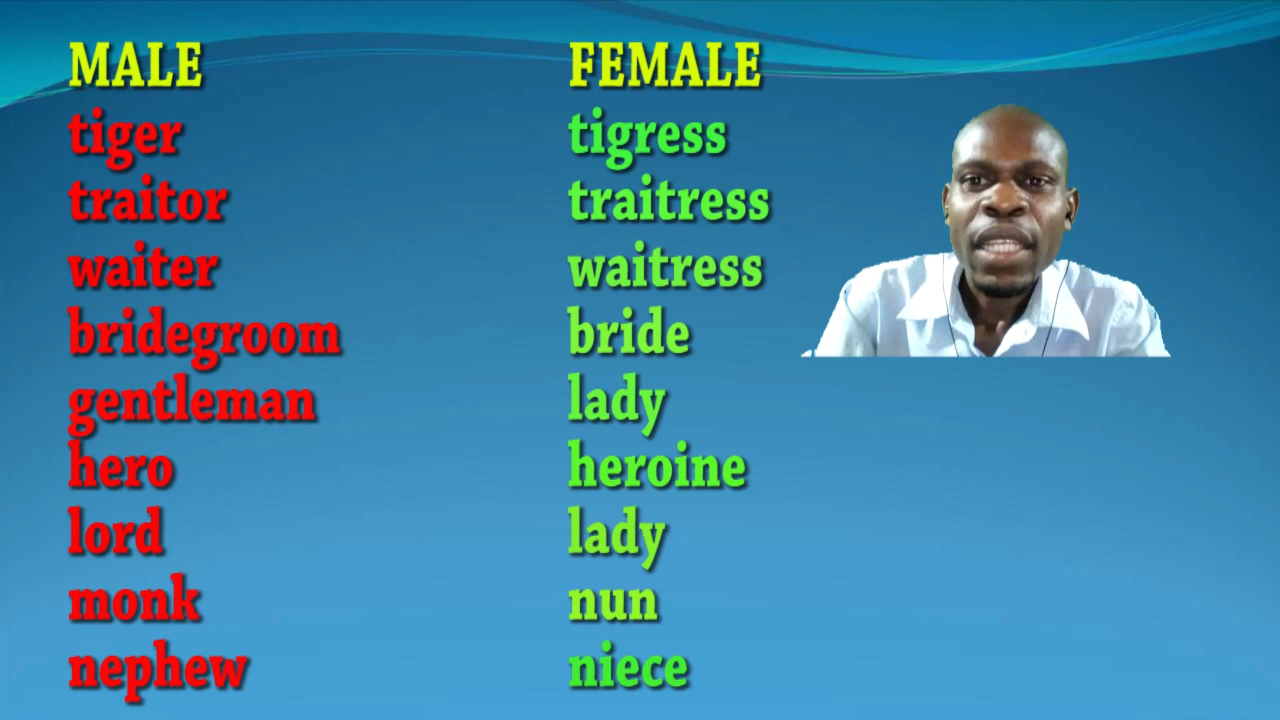 MALE FEMALE
tiger tigress
traitor traitress
waiter waitress
bridegroom bride
gentleman lady
hero heroine
lord lady
monk nun
nephew niece